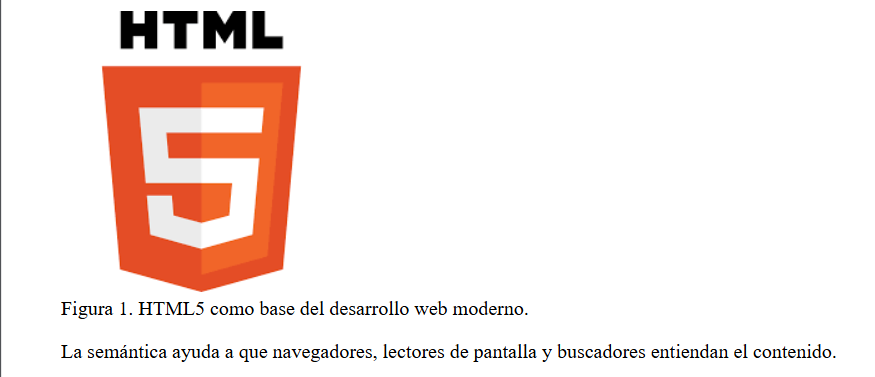 HTML
5
Figura 1. HTML5 como base del desarrollo web moderno.
La semántica ayuda a que navegadores, lectores de pantalla y buscadores entiendan el contenido.